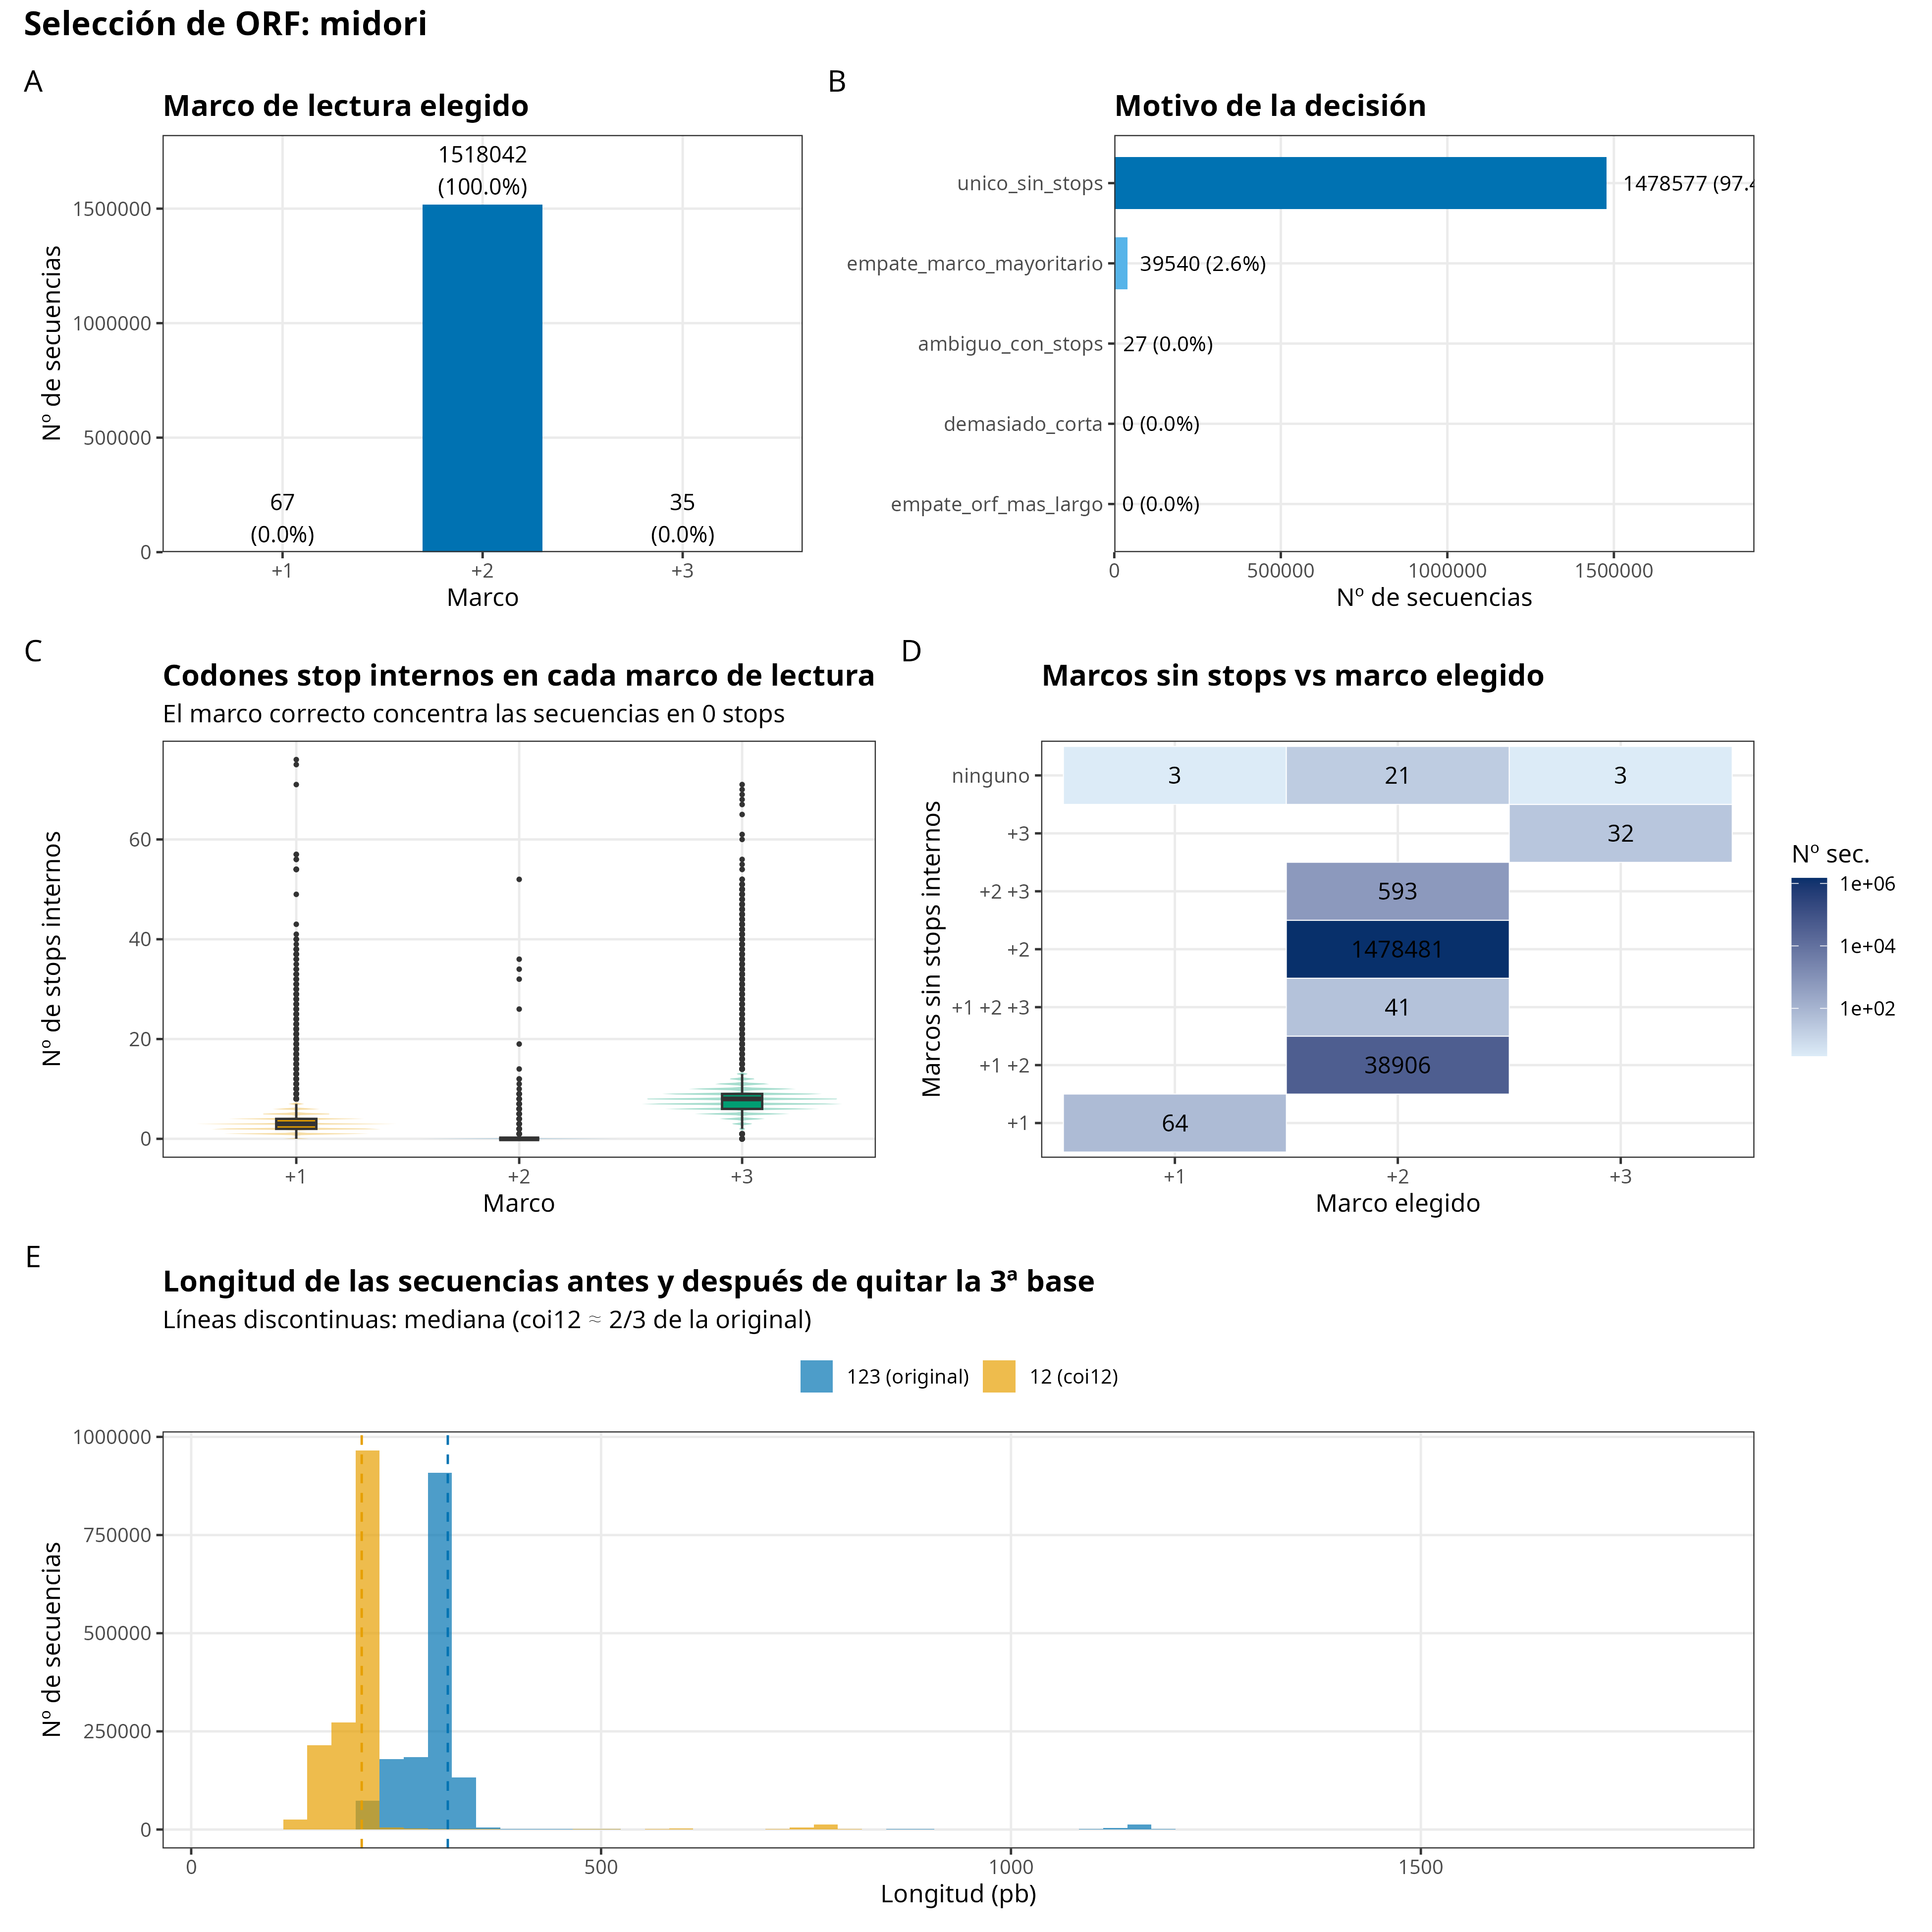 Selección de ORF: midori
A
Marco de lectura elegido
Nº de secuencias
1500000
1000000
500000
0
1518042
(100.0%)
67
(0.0%)
35
(0.0%)
+1
+2
+3
Marco
B
Motivo de la decisión
unico_sin_stops
1478577 (97.4
empate_marco_mayoritario
39540 (2.6%)
ambiguo_con_stops
27 (0.0%)
demasiado_corta
0 (0.0%)
empate_orf_mas_largo
0 (0.0%)
0
500000
1000000
1500000
Nº de secuencias
C
Codones stop internos en cada marco de lectura
El marco correcto concentra las secuencias en 0 stops
Nº de stops internos
60
40
20
0
+1
+2
+3
Marco
D
Marcos sin stops vs marco elegido
Marcos sin stops internos
ninguno
3
21
3
+3
32
+2 +3
593
+2
1478481
+1 +2 +3
41
+1 +2
38906
+1
64
+1
+2
+3
Marco elegido
Nº sec.
1e+06
1e+04
1e+02
E
Longitud de las secuencias antes y después de quitar la 3ª base
Líneas discontinuas: mediana (coi12 ≈ 2/3 de la original)
123 (original)
12 (coi12)
Nº de secuencias
1000000
750000
500000
250000
0
0
500
1000
1500
Longitud (pb)